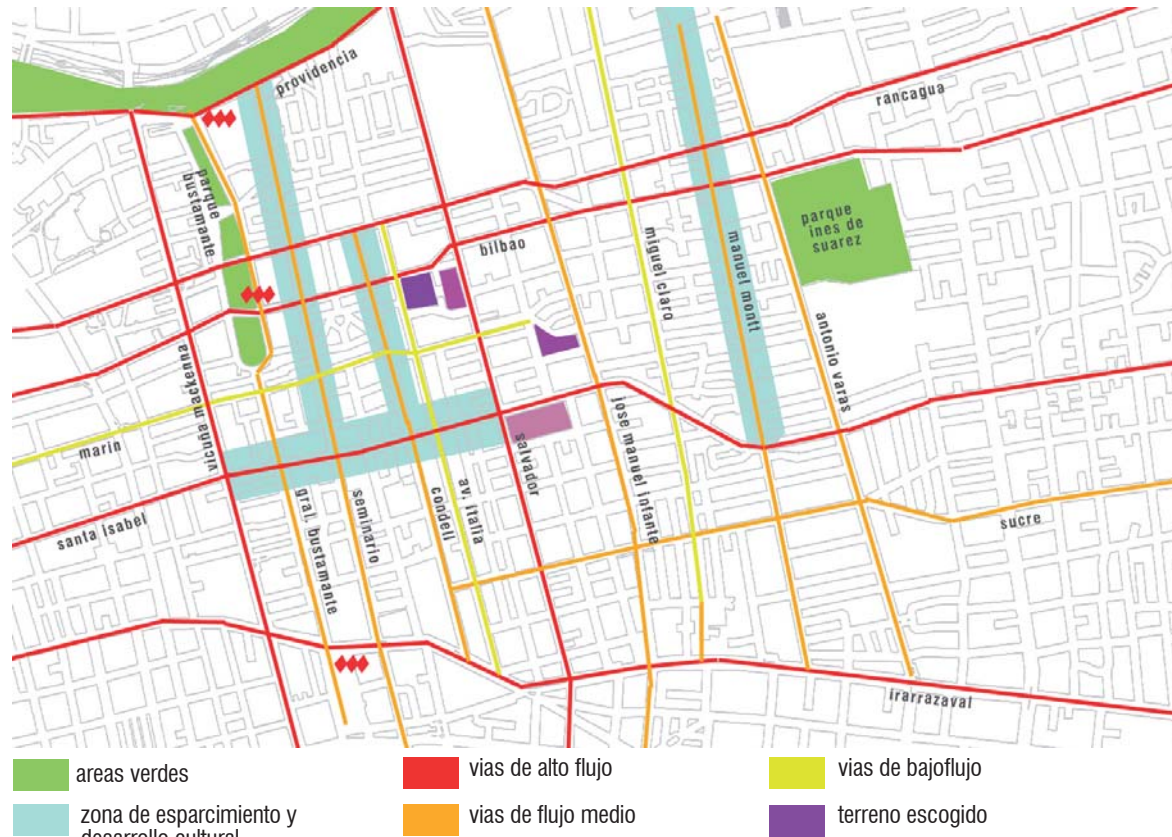 providencia
rancagua
parque
bustamante
parque
ines de
suarez
bilbao
miguel claro
manuel montt
antonio varas
vicuña mackenna
marin
jose manuel infante
salvador
santa isabel
gral. bustamante
seminario
condell
av. italia
sucre
irarrazaval
areas verdes
vias de alto flujo
vias de bajoflujo
zona de esparcimiento y
desarrollo cultural
vias de flujo medio
terreno escogido